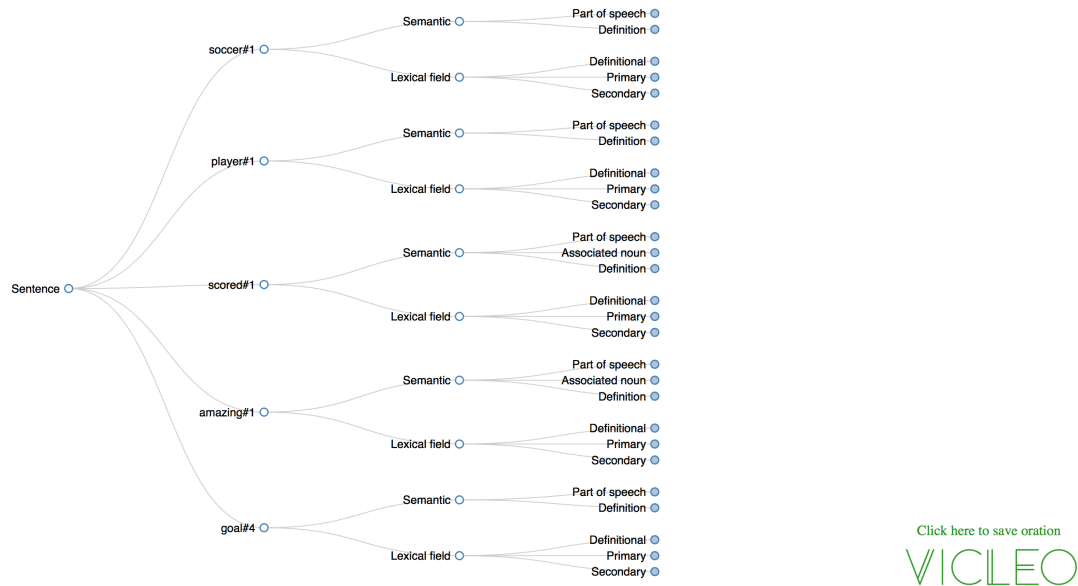 Sentence
soccer#1
Semantic
Part of speech
Definition
Lexical field
Definitional
Primary
Secondary
player#1
Semantic
Part of speech
Definition
Lexical field
Definitional
Primary
Secondary
scored#1
Semantic
Part of speech
Associated noun
Definition
Lexical field
Definitional
Primary
Secondary
amazing#1
Semantic
Part of speech
Associated noun
Definition
Lexical field
Definitional
Primary
Secondary
goal#4
Semantic
Part of speech
Definition
Lexical field
Definitional
Primary
Secondary
Click here to save oration
VICLEO